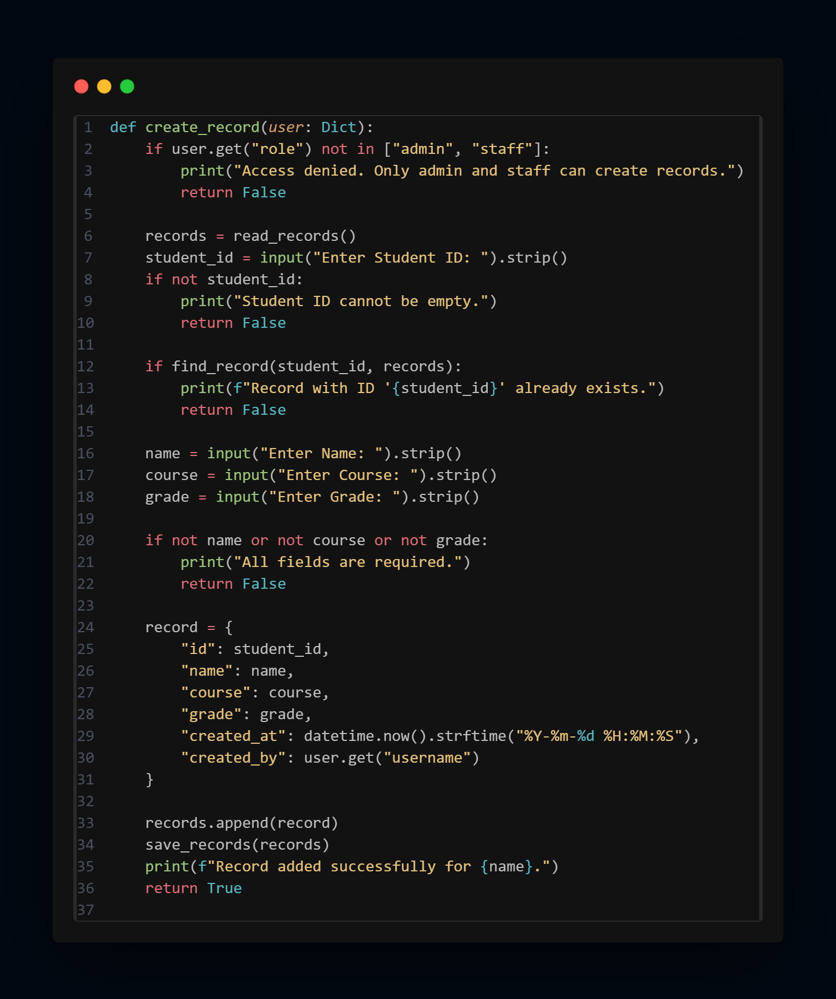 1 def create_record(user: Dict):
2     if user.get("role") not in ["admin", "staff"]:
3         print("Access denied. Only admin and staff can create records.")
4         return False
5
6     records = read_records()
7     student_id = input("Enter Student ID: ").strip()
8     if not student_id:
9         print("Student ID cannot be empty.")
10         return False
11
12     if find_record(student_id, records):
13         print(f"Record with ID '{student_id}' already exists.")
14         return False
15
16     name = input("Enter Name: ").strip()
17     course = input("Enter Course: ").strip()
18     grade = input("Enter Grade: ").strip()
19
20     if not name or not course or not grade:
21         print("All fields are required.")
22         return False
23
24     record = {
25         "id": student_id,
26         "name": name,
27         "course": course,
28         "grade": grade,
29         "created_at": datetime.now().strftime("%Y-%m-%d %H:%M:%S"),
30         "created_by": user.get("username")
31     }
32
33     records.append(record)
34     save_records(records)
35     print(f"Record added successfully for {name}.")
36     return True
37